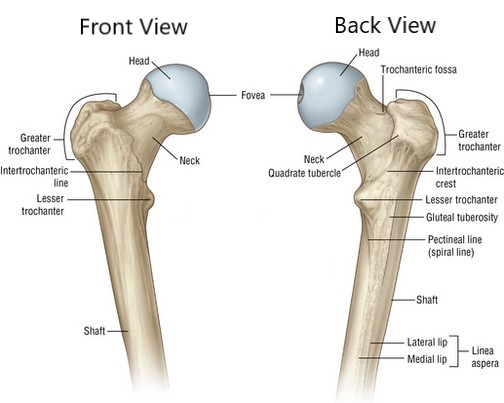 Front View
Back View
Head
Greater
trochanter
Intertrochanteric
line
Lesser
trochanter
Shaft
Neck
Fovea
Head
Trochanteric fossa
Neck
Quadrate tubercle
Greater
trochanter
Intertrochanteric
crest
Lesser trochanter
Gluteal tuberosity
Pectineal line
(spiral line)
Shaft
Lateral lip
Medial lip
Linea
aspera